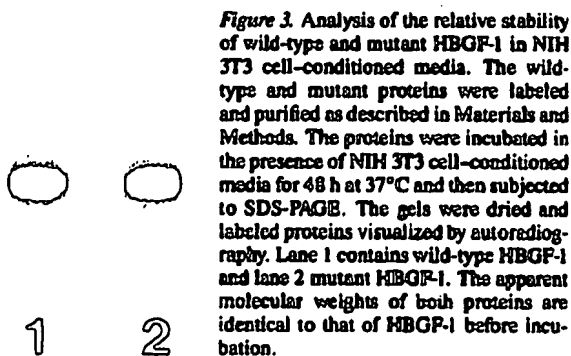 Figure 3. Analysis of the relative stability
of wild-type and mutant HBGF-1 in NIH
3T3 cell-conditioned media. The wild-
type and mutant proteins were labeled
and purified as described in Materials and
Methods. The proteins were incubated in
the presence of NIH 3T3 cell-conditioned
media for 48 h at 37°C and then subjected
to SDS-PAGE. The gels were dried and
labeled proteins visualized by autoradiog-
raphy. Lane 1 contains wild-type HBGF-1
and lane 2 mutant HBGF-1. The apparent
molecular weights of both proteins are
identical to that of HBGF-1 before incu-
bation.
1 2